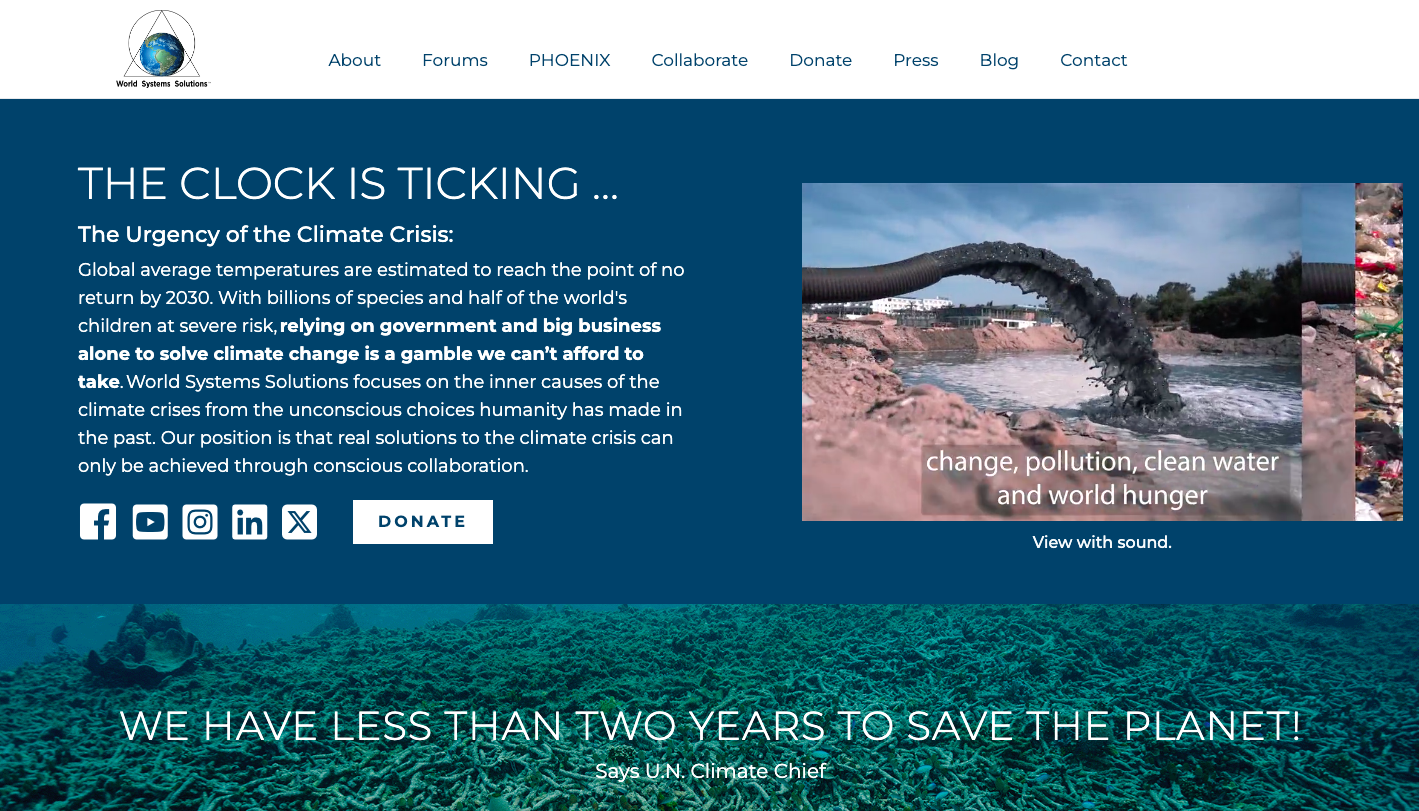 World Systems Solutions
About
Forums
PHOENIX
Collaborate
Donate
Press
Blog
Contact
THE CLOCK IS TICKING ...
The Urgency of the Climate Crisis:
Global average temperatures are estimated to reach the point of no
return by 2030. With billions of species and half of the world's
children at severe risk, relying on government and big business
alone to solve climate change is a gamble we can’t afford to
take. World Systems Solutions focuses on the inner causes of the
climate crises from the unconscious choices humanity has made in
the past. Our position is that real solutions to the climate crisis can
only be achieved through conscious collaboration.
DONATE
change, pollution, clean water
and world hunger
View with sound.
WE HAVE LESS THAN TWO YEARS TO SAVE THE PLANET!
Says U.N. Climate Chief